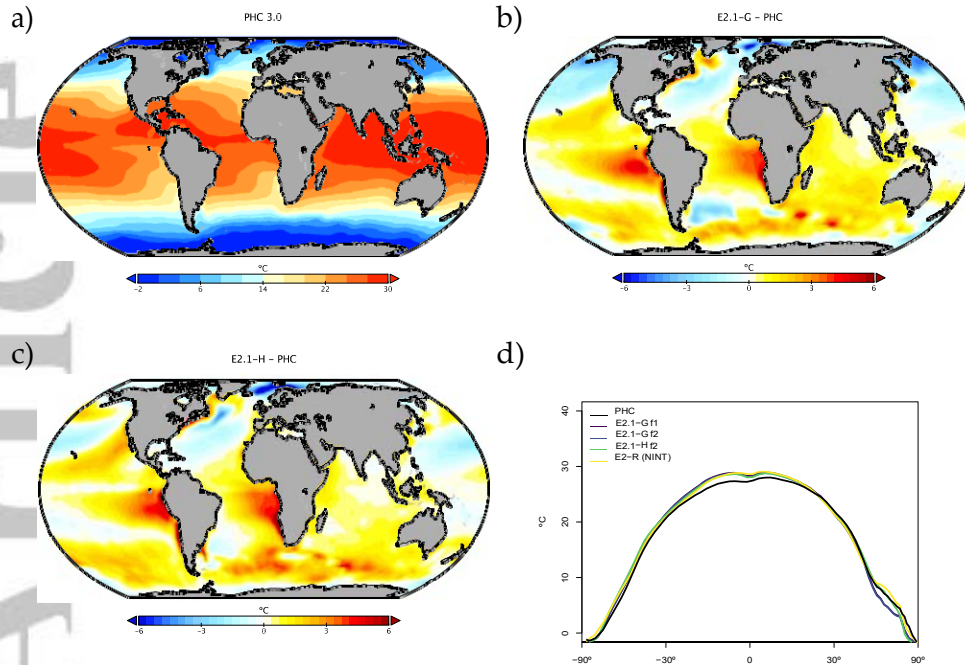 a)
PHC 3.0
°C
−2 6 14 22 30
b)
E2.1−G − PHC
°C
−6 −3 0 3 6
c)
E2.1−H − PHC
°C
−6 −3 0 3 6
d)
PHC
E2.1−G f1
E2.1−G f2
E2.1−H f2
E2−R (NINT)
°C
40
30
20
10
0
−90° −30° 0 30° 90°